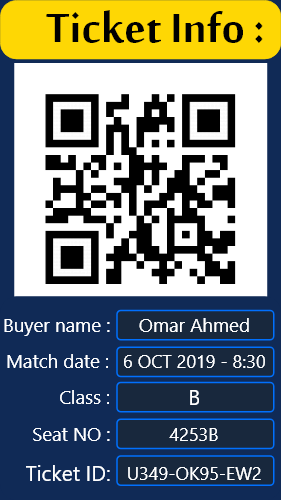 Ticket Info :
Buyer name : Omar Ahmed
Match date : 6 OCT 2019 - 8:30
Class : B
Seat NO : 4253B
Ticket ID: U349-OK95-EW2